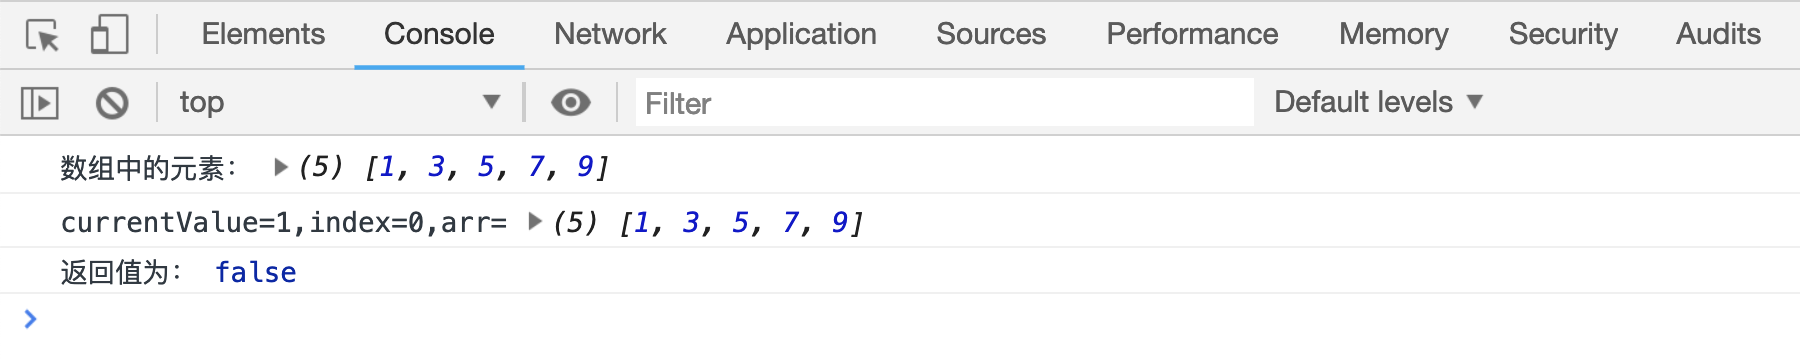 Elements Console Network Application Sources Performance Memory Security Audits
top Filter Default levels
数组中的元素： (5) [1, 3, 5, 7, 9]
currentValue=1,index=0,arr= (5) [1, 3, 5, 7, 9]
返回值为： false